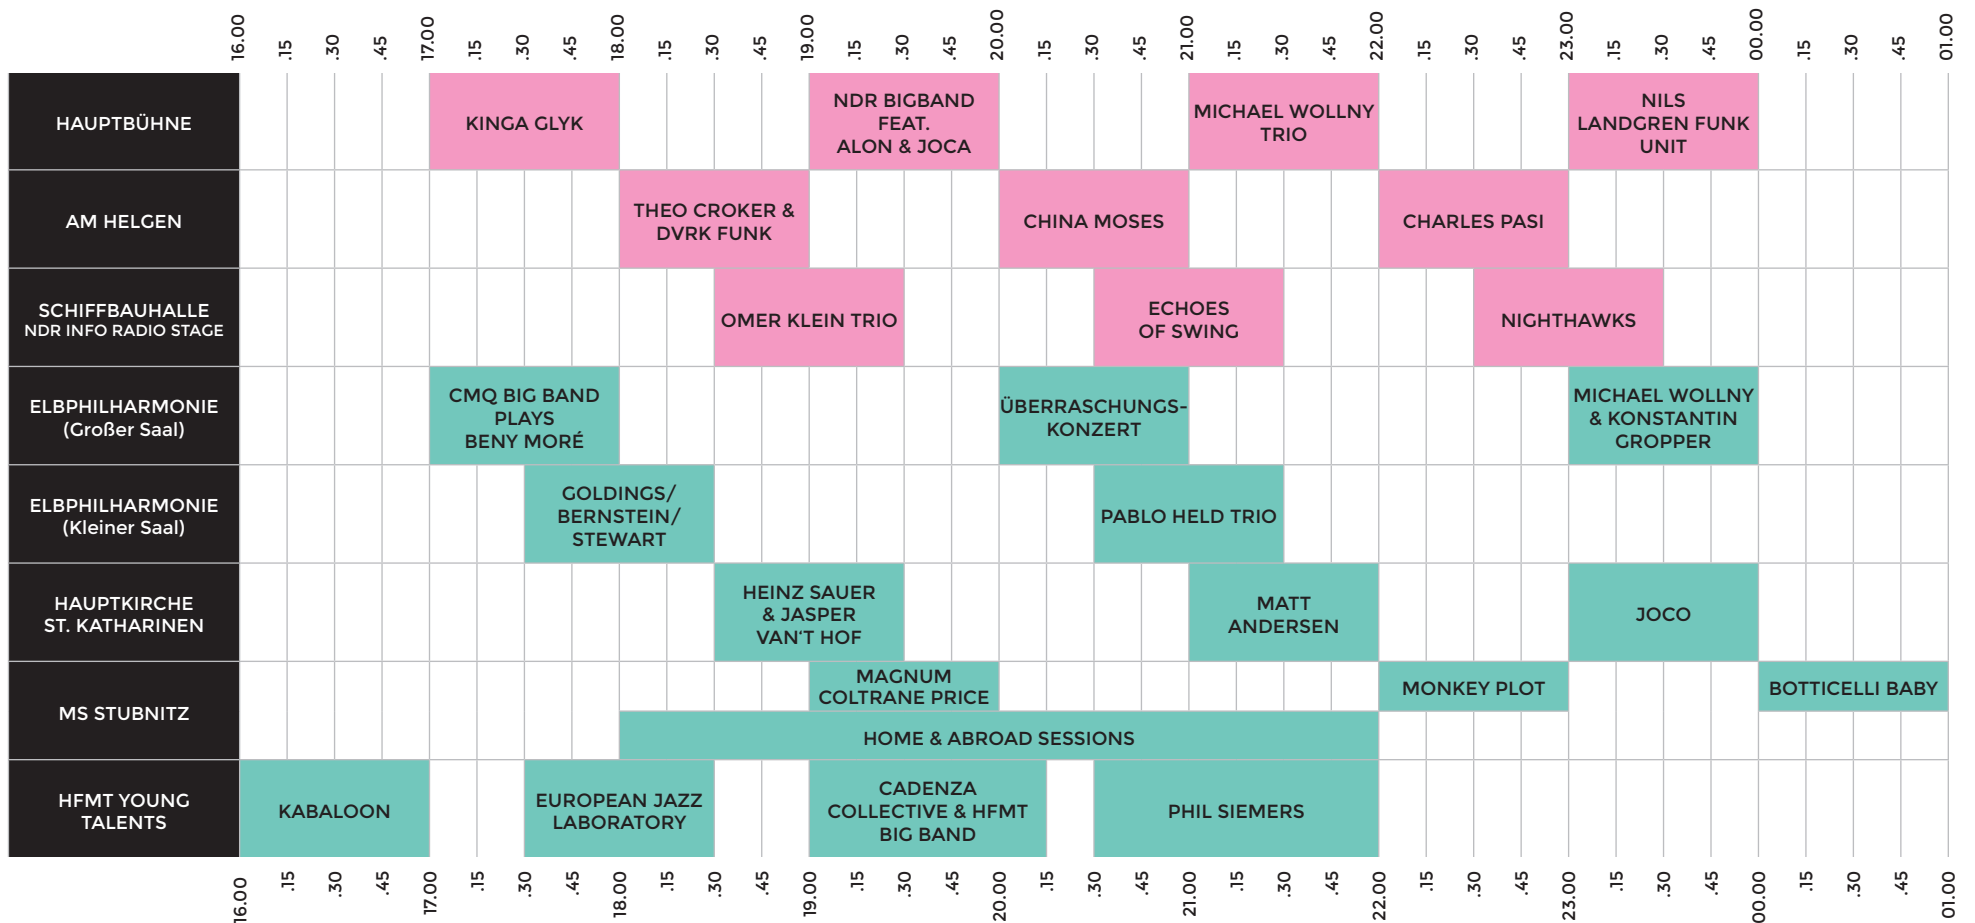 16.00 .15 .30 .45 17.00 .15 .30 .45 18.00 .15 .30 .45 19.00 .15 .30 .45 20.00 .15 .30 .45 21.00 .15 .30 .45 22.00 .15 .30 .45 23.00 .15 .30 .45 00.00 .15 .30 .45 01.00
HAUPTBÜHNE
KINGA GLYK
NDR BIGBAND
FEAT.
ALON & JOCA
MICHAEL WOLLNY
TRIO
NILS
LANDGREN FUNK
UNIT
AM HELGEN
THEO CROKER &
DVRK FUNK
CHINA MOSES
CHARLES PASI
SCHIFFBAUHALLE
NDR INFO RADIO STAGE
OMER KLEIN TRIO
ECHOES
OF SWING
NIGHTHAWKS
ELBPHILHARMONIE
(Großer Saal)
CMQ BIG BAND
PLAYS
BENY MORÉ
ÜBERRASCHUNGS-
KONZERT
MICHAEL WOLLNY
& KONSTANTIN
GROPPER
ELBPHILHARMONIE
(Kleiner Saal)
GOLDINGS/
BERNSTEIN/
STEWART
PABLO HELD TRIO
HAUPTKIRCHE
ST. KATHARINEN
HEINZ SAUER
& JASPER
VAN'T HOF
MATT
ANDERSEN
JOCO
MS STUBNITZ
MAGNUM
COLTRANE PRICE
MONKEY PLOT
BOTTICELLI BABY
HOME & ABROAD SESSIONS
HFMT YOUNG
TALENTS
KABALOON
EUROPEAN JAZZ
LABORATORY
CADENZA
COLLECTIVE & HFMT
BIG BAND
PHIL SIEMERS
16.00 .15 .30 .45 17.00 .15 .30 .45 18.00 .15 .30 .45 19.00 .15 .30 .45 20.00 .15 .30 .45 21.00 .15 .30 .45 22.00 .15 .30 .45 23.00 .15 .30 .45 00.00 .15 .30 .45 01.00